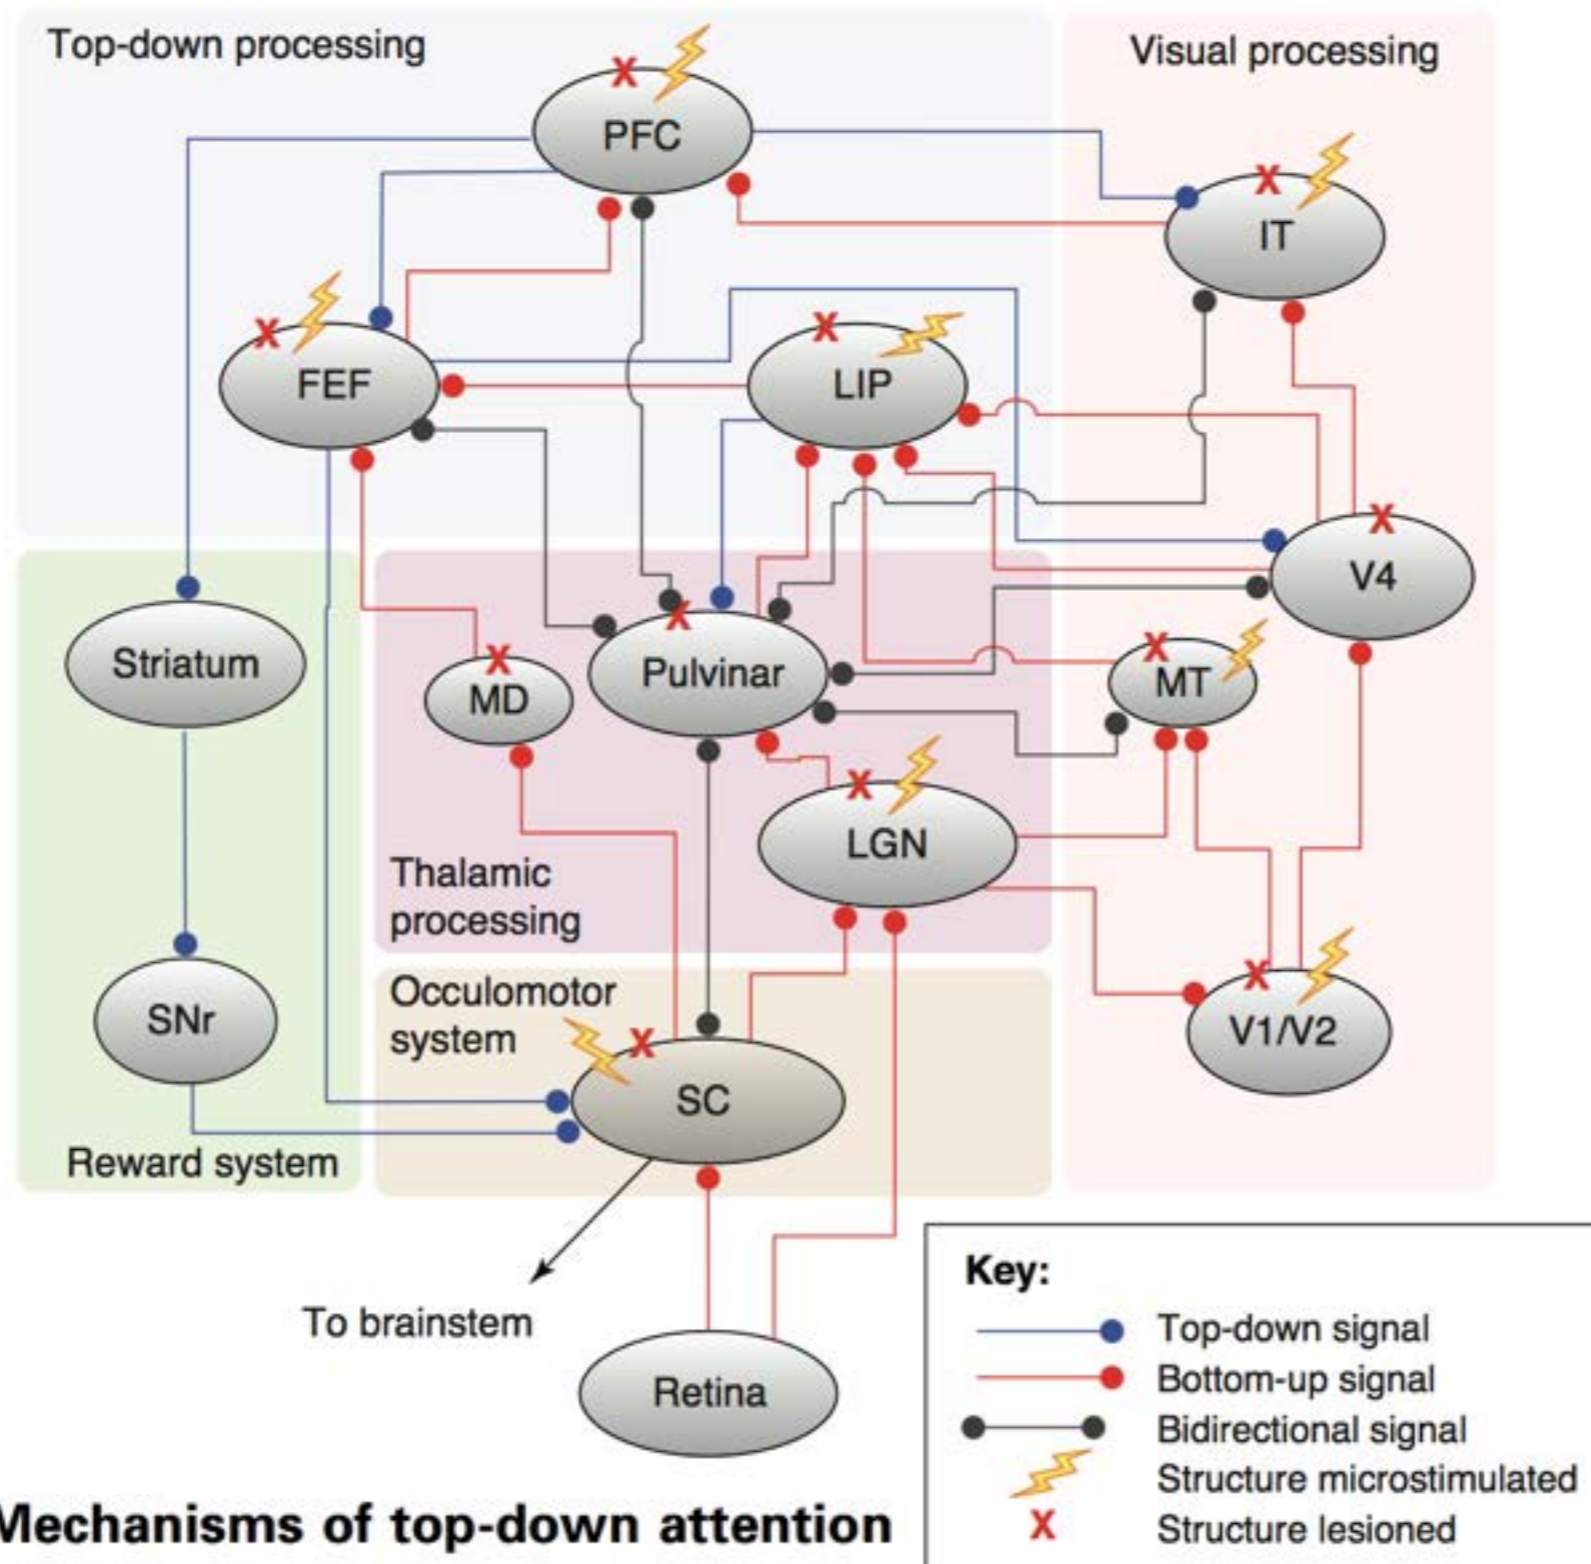 Top-down processing
Visual processing
X
PFC
X
IT
X
FEF
X
LIP
X
V4
Striatum
X
MD
X
Pulvinar
X
MT
X
LGN
Thalamic
processing
SNr
Occulomotor
system
X
SC
X
V1/V2
Reward system
To brainstem
Retina
Key:
Top-down signal
Bottom-up signal
Bidirectional signal
Structure microstimulated
X Structure lesioned
Mechanisms of top-down attention